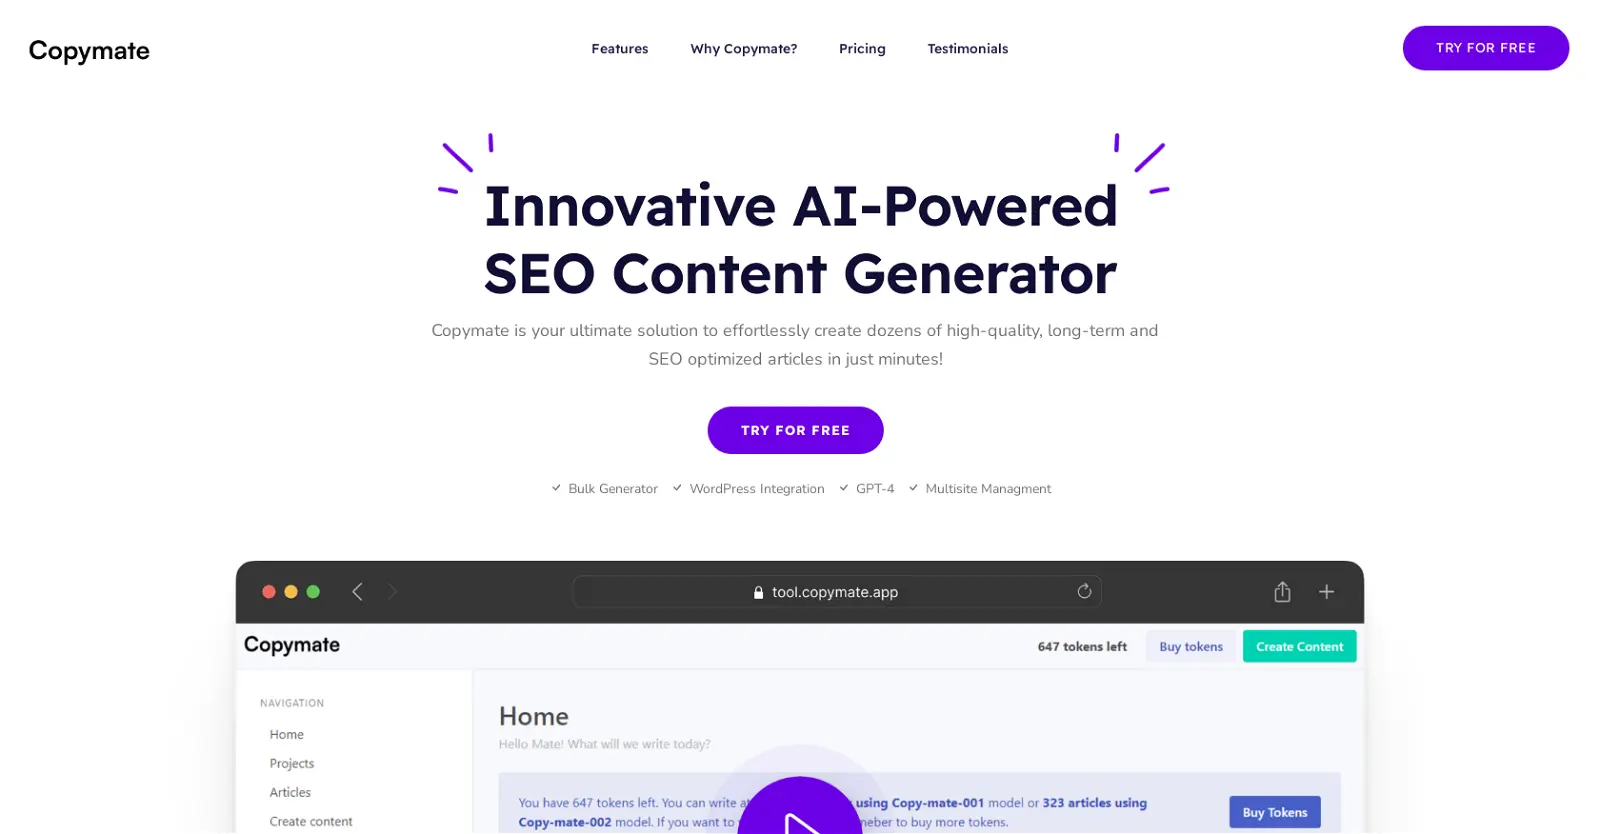 Copymate
Features Why Copymate? Pricing Testimonials
TRY FOR FREE
Innovative AI-Powered
SEO Content Generator
Copymate is your ultimate solution to effortlessly create dozens of high-quality, long-term and
SEO optimized articles in just minutes!
TRY FOR FREE
Bulk Generator WordPress Integration GPT-4 Multisite Managment
tool.copymate.app
Copymate
647 tokens left Buy tokens Create Content
NAVIGATION
Home
Projects
Articles
Create content
Home
Hello Mate! What will we write today?
You have 647 tokens left. You can write using Copy-mate-001 model or 323 articles using
Copy-mate-002 model. If you want to to buy more tokens.
Buy Tokens